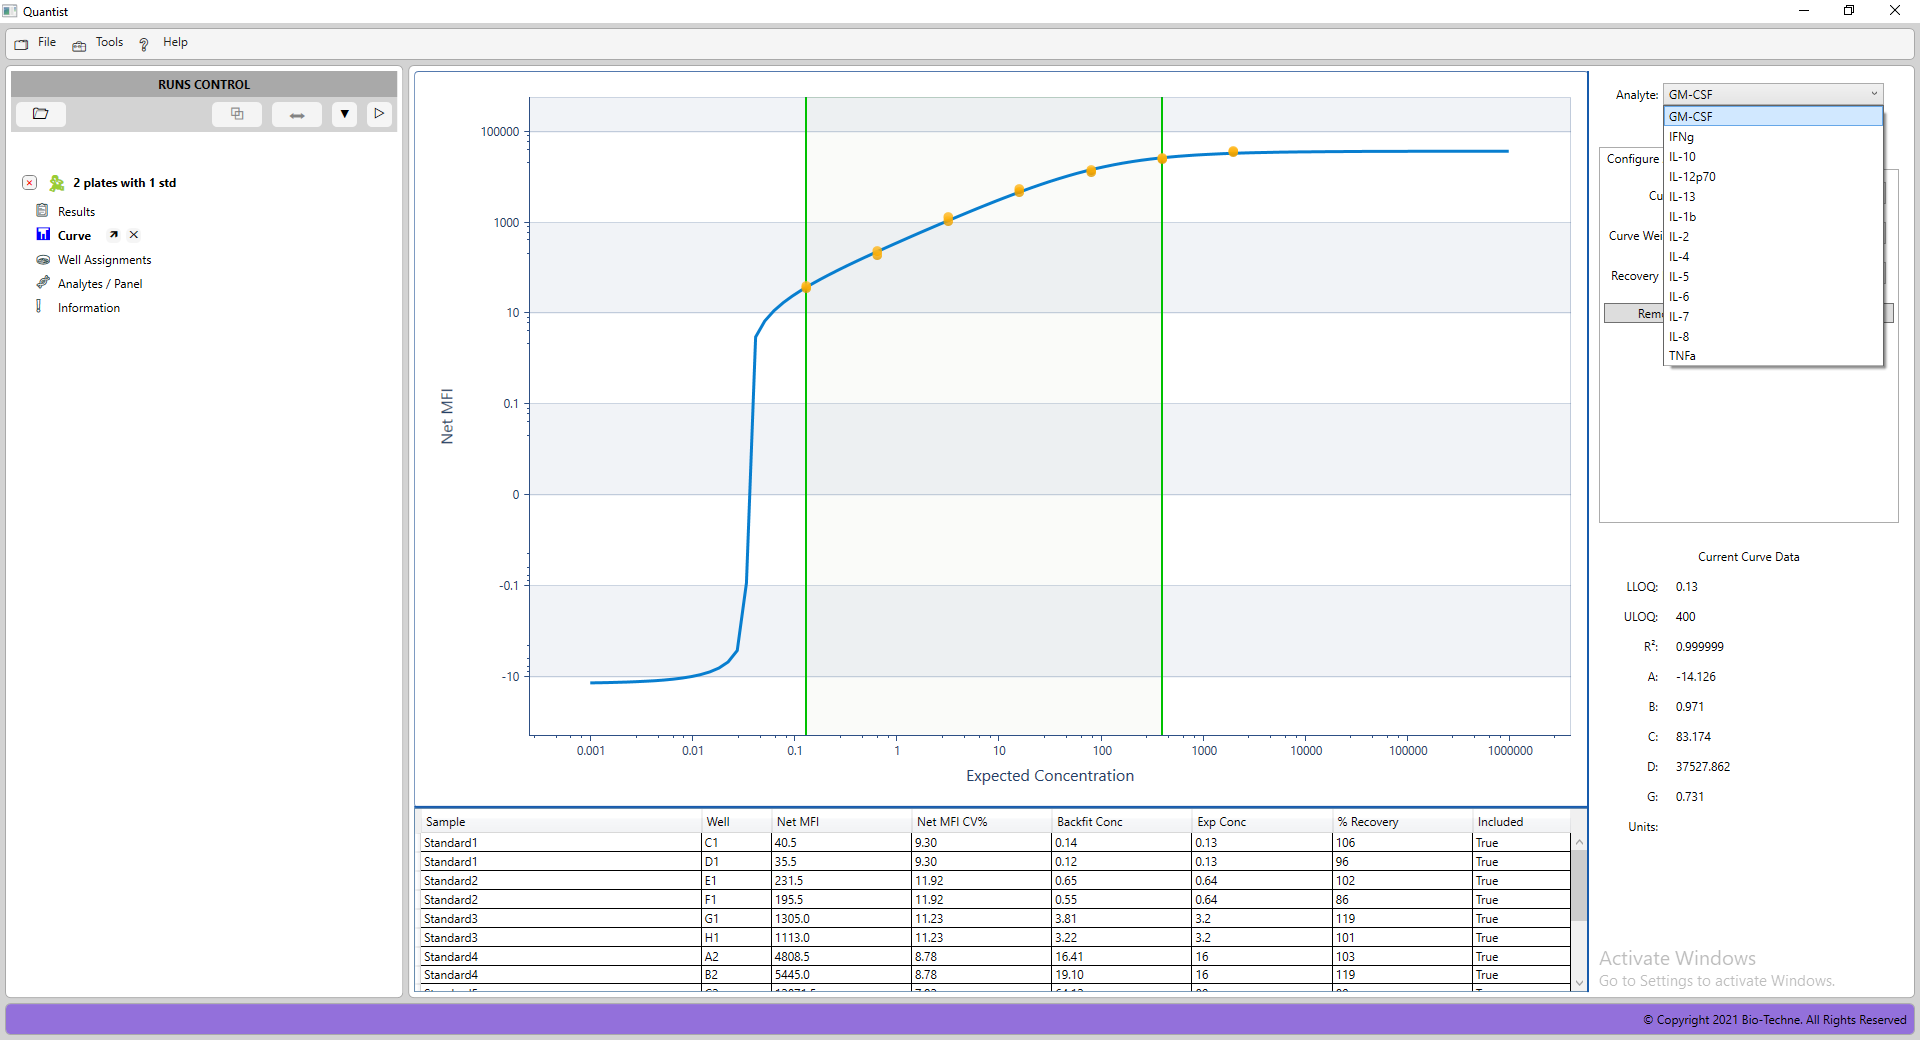 Quantist
File Tools Help
RUNS CONTROL
2 plates with 1 std
Results
Curve
Well Assignments
Analytes / Panel
Information
Net MFI
100000
1000
10
0.1
0
-0.1
-10
0.001 0.01 0.1 1 10 100 1000 10000 100000 1000000
Expected Concentration
Sample Well Net MFI Net MFI CV% Backfit Conc Exp Conc % Recovery Included
Standard1 C1 40.5 9.30 0.14 0.13 106 True
Standard1 D1 35.5 9.30 0.12 0.13 96 True
Standard2 E1 231.5 11.92 0.65 0.64 102 True
Standard2 F1 195.5 11.92 0.55 0.64 86 True
Standard3 G1 1305.0 11.23 3.81 3.2 119 True
Standard3 H1 1113.0 11.23 3.22 3.2 101 True
Standard4 A2 4808.5 8.78 16.41 16 103 True
Standard4 B2 5445.0 8.78 19.10 16 119 True
Analyte: GM-CSF
GM-CSF
IFNg
IL-10
IL-12p70
IL-13
IL-1b
IL-2
IL-4
IL-5
IL-6
IL-7
IL-8
TNFa
Configure
Cu
Curve Wei
Recovery
Rem
Current Curve Data
LLOQ: 0.13
ULOQ: 400
R²: 0.999999
A: -14.126
B: 0.971
C: 83.174
D: 37527.862
G: 0.731
Units:
Activate Windows
Go to Settings to activate Windows.
© Copyright 2021 Bio-Techne. All Rights Reserved